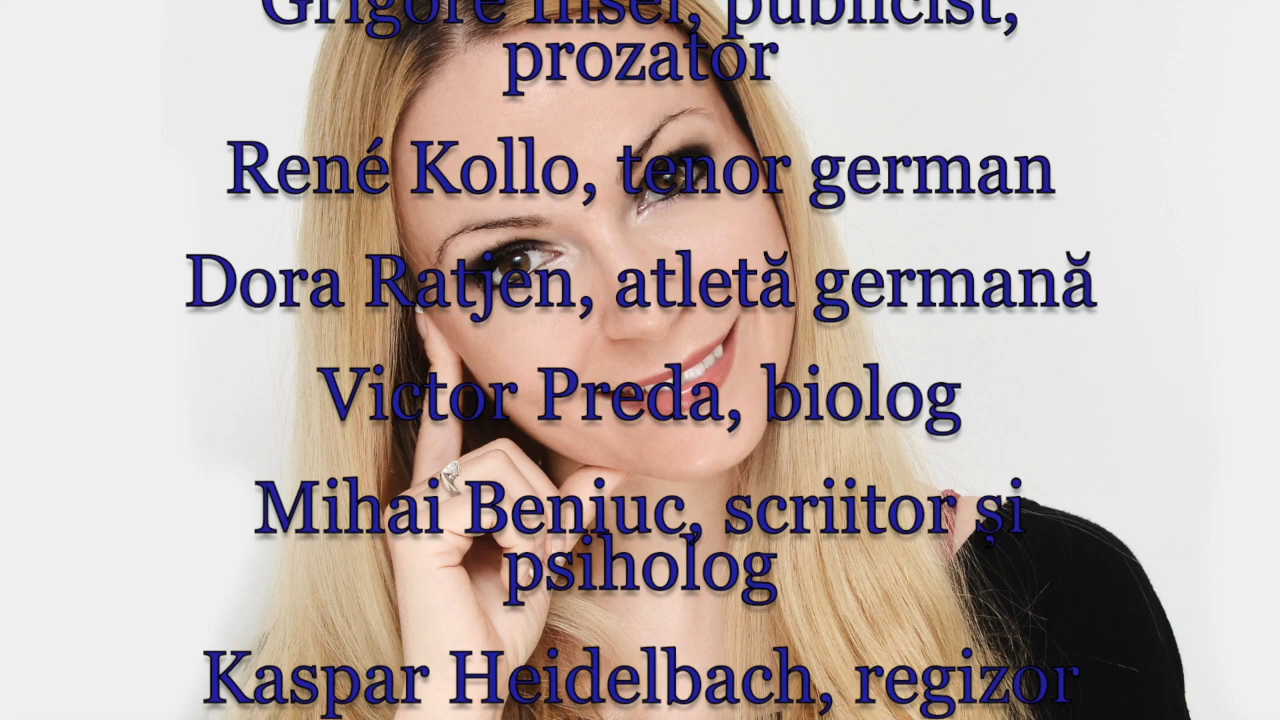 Grigore Ilisei, publicist,
prozator
René Kollo, tenor german
Dora Ratjen, atletă germană
Victor Preda, biolog
Mihai Beniuc, scriitor și
psiholog
Kaspar Heidelbach, regizor